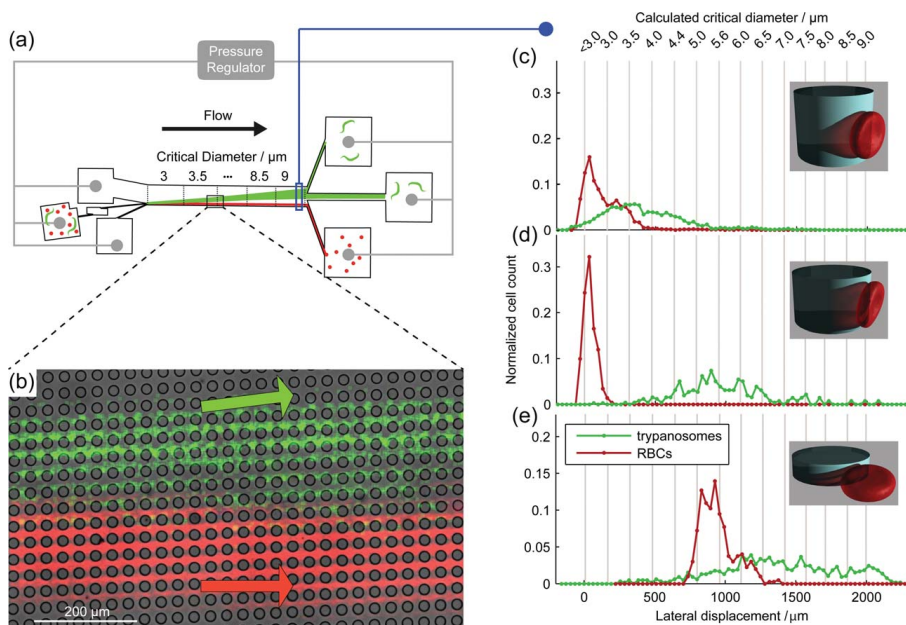 (a)
Pressure
Regulator
Flow
Critical Diameter / μm
3 3.5 ... 8.5 9
(b)
200 μm
Calculated critical diameter / μm
<3.0 3.0 3.5 4.0 4.4 5.0 5.6 6.0 6.5 7.0 7.5 8.0 8.5 9.0
(c)
0.3
0.2
0.1
0
(d)
Normalized cell count
0.3
0.2
0.1
0
(e)
0.2
0.15
0.1
0.05
0
trypanosomes
RBCs
0 500 1000 1500 2000
Lateral displacement / μm